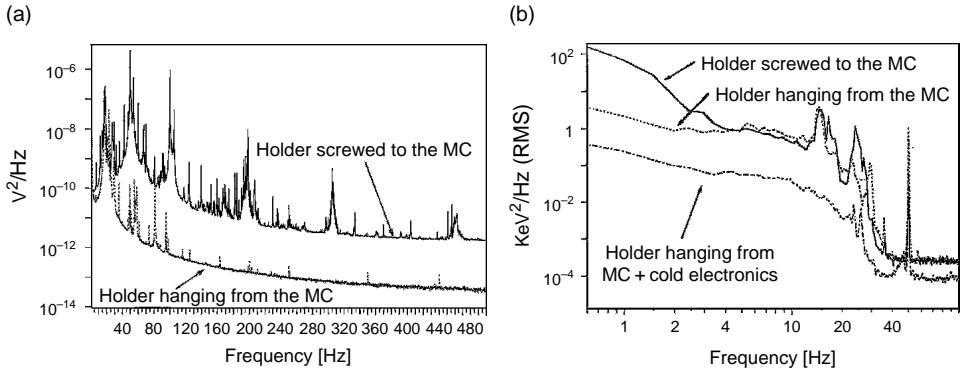 (a)
V²/Hz
10⁻⁶
10⁻⁸
10⁻¹⁰
10⁻¹²
10⁻¹⁴
Holder screwed to the MC
Holder hanging from the MC
40 80 120 160 200 240 280 320 360 400 440 480
Frequency [Hz]
(b)
KeV²/Hz (RMS)
10²
1
10⁻²
10⁻⁴
Holder screwed to the MC
Holder hanging from the MC
Holder hanging from
MC + cold electronics
1 2 4 10 20 40
Frequency [Hz]